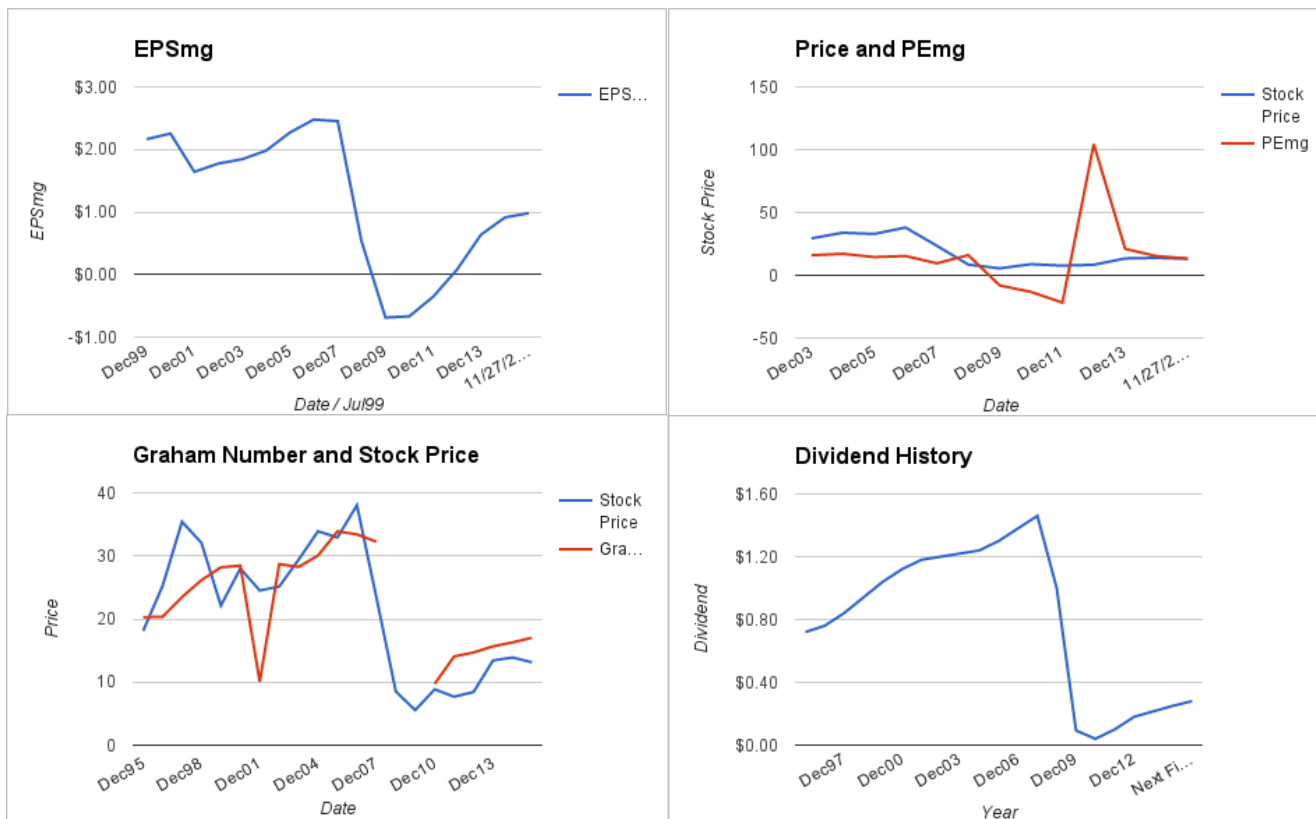 EPSmg
$3.00
$2.00
$1.00
$0.00
-$1.00
EPSmg
EPS...
Dec99
Dec01
Dec03
Dec05
Dec07
Dec09
Dec11
Dec13
11/27/2...
Date / Jul99
Price and PEmg
150
100
50
0
-50
Stock Price
Stock
Price
PEmg
Dec03
Dec05
Dec07
Dec09
Dec11
Dec13
11/27/2...
Date
Graham Number and Stock Price
40
30
20
10
0
Price
Stock
Price
Gra...
Dec95
Dec98
Dec01
Dec04
Dec07
Dec10
Dec13
Date
Dividend History
$1.60
$1.20
$0.80
$0.40
$0.00
Dividend
Dec97
Dec00
Dec03
Dec06
Dec09
Dec12
Next Fi...
Year